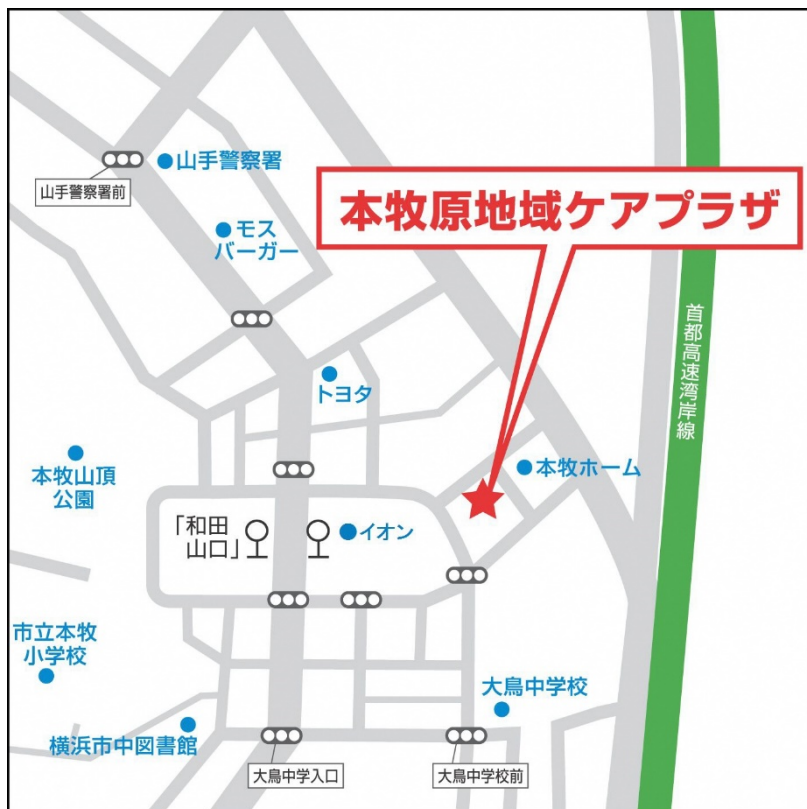 山手警察署
山手警察署前
本牧原地域ケアプラザ
モス
バーガー
首都高速湾岸線
トヨタ
本牧山頂
公園
本牧ホーム
「和田
山口」
イオン
市立本牧
小学校
大鳥中学校
横浜市中図書館
大鳥中学入口
大鳥中学校前